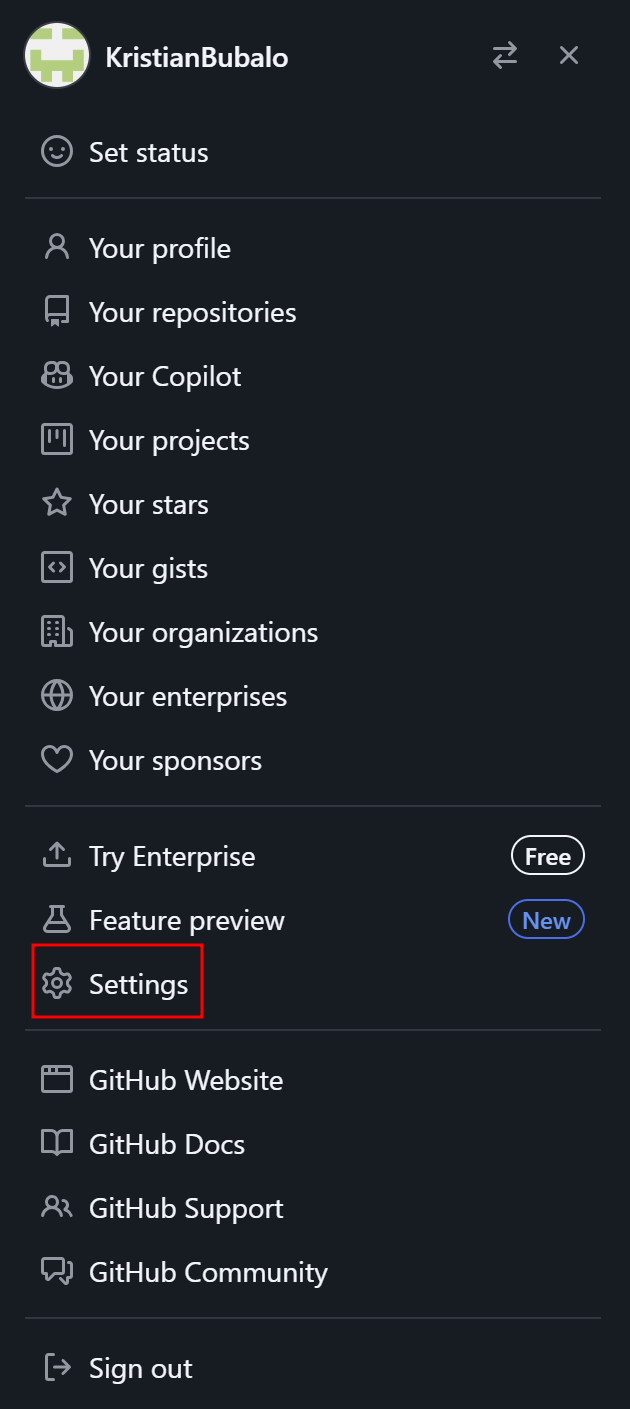 KristianBubalo
Set status
Your profile
Your repositories
Your Copilot
Your projects
Your stars
Your gists
Your organizations
Your enterprises
Your sponsors
Try Enterprise Free
Feature preview New
Settings
GitHub Website
GitHub Docs
GitHub Support
GitHub Community
Sign out